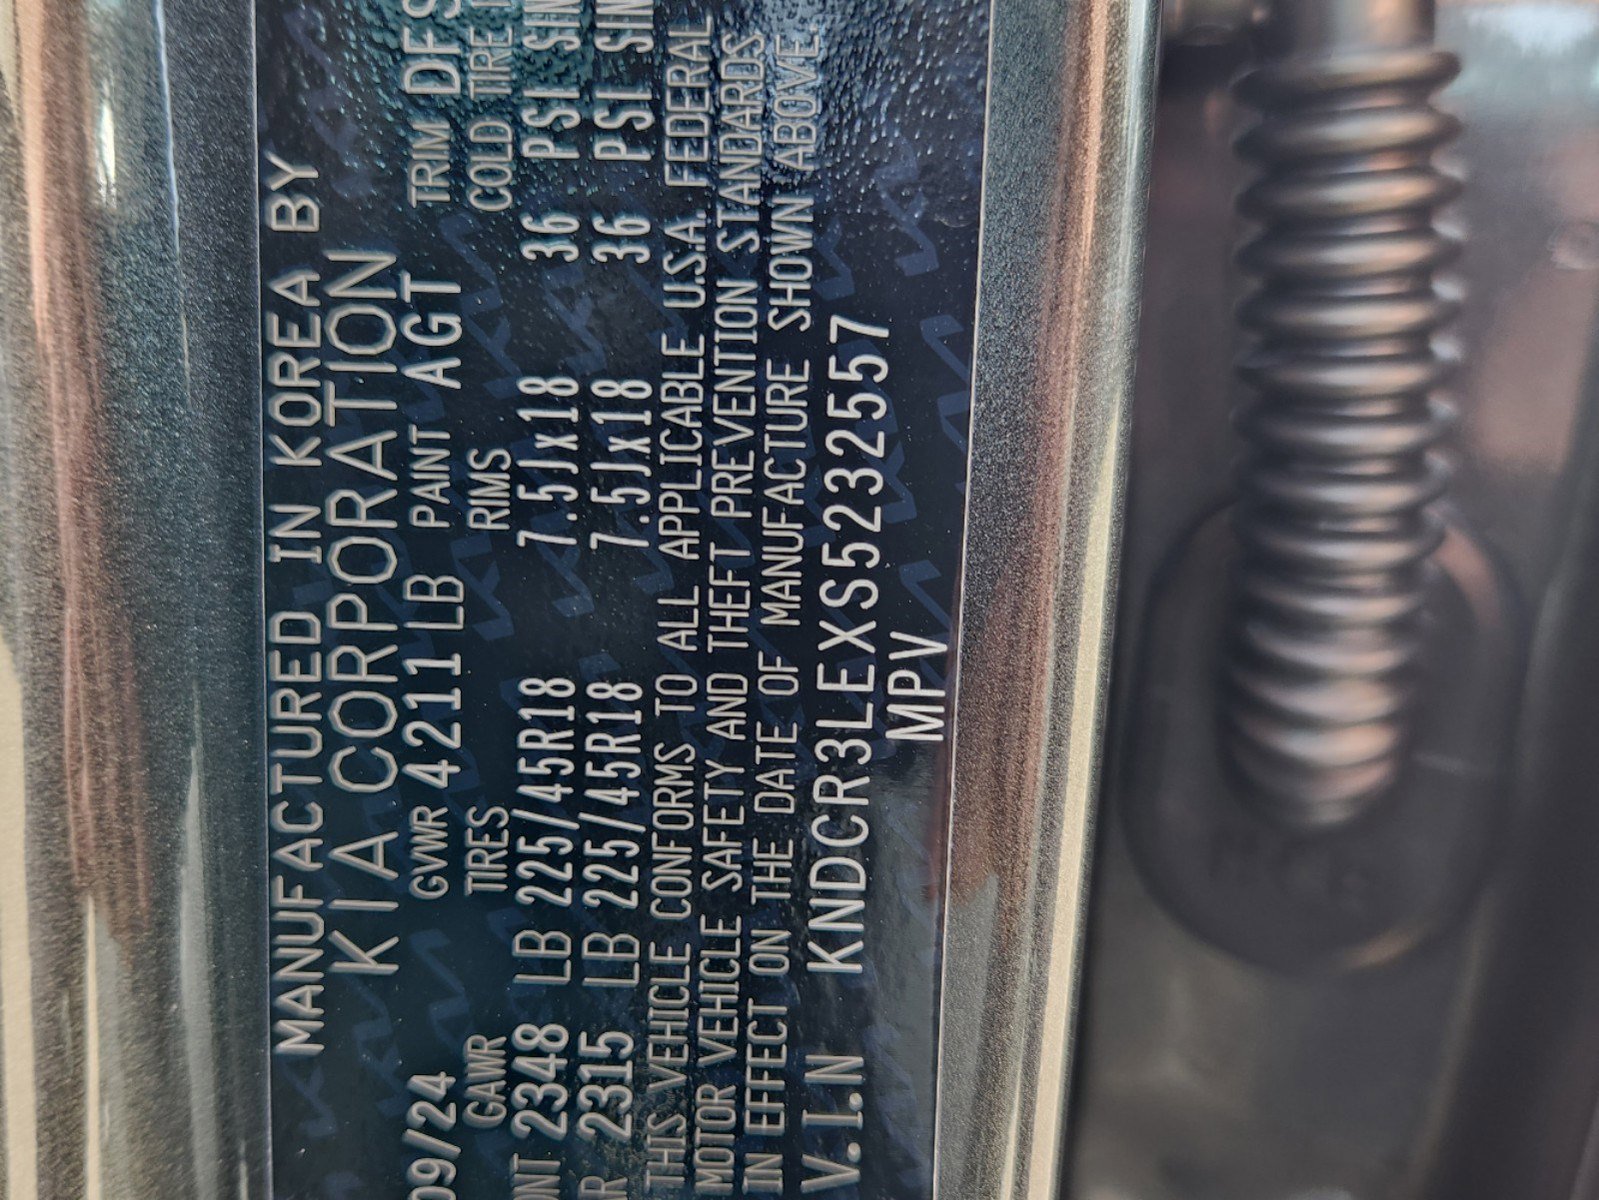 MANUFACTURED IN KOREA BY
KIA CORPORATION
09/24 GVWR 4211 LB PAINT AGT TRIM DFS
GAWR TIRES RIMS COLD TIRE
2348 LB 225/45R18 7.5Jx18 36 PSI SIN
2315 LB 225/45R18 7.5Jx18 36 PSI SIN
THIS VEHICLE CONFORMS TO ALL APPLICABLE U.S.A. FEDERAL
MOTOR VEHICLE SAFETY AND THEFT PREVENTION STANDARDS
IN EFFECT ON THE DATE OF MANUFACTURE SHOWN ABOVE.
V.I.N KNDCR3LEXS5232557
MPV